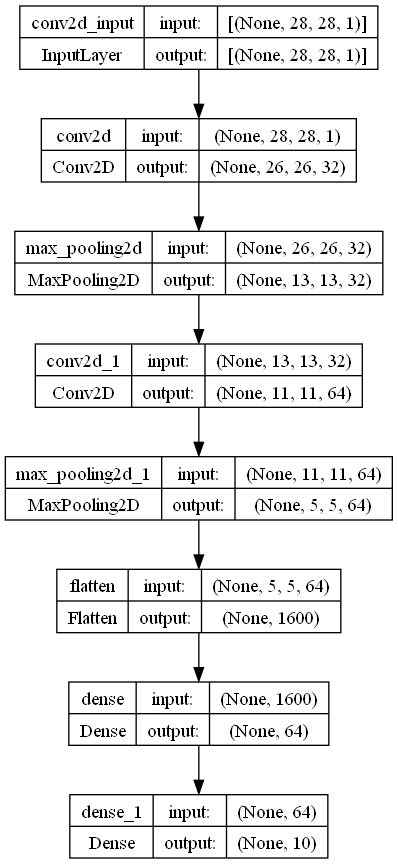 conv2d_input input: [(None, 28, 28, 1)]
InputLayer output: [(None, 28, 28, 1)]
conv2d input: (None, 28, 28, 1)
Conv2D output: (None, 26, 26, 32)
max_pooling2d input: (None, 26, 26, 32)
MaxPooling2D output: (None, 13, 13, 32)
conv2d_1 input: (None, 13, 13, 32)
Conv2D output: (None, 11, 11, 64)
max_pooling2d_1 input: (None, 11, 11, 64)
MaxPooling2D output: (None, 5, 5, 64)
flatten input: (None, 5, 5, 64)
Flatten output: (None, 1600)
dense input: (None, 1600)
Dense output: (None, 64)
dense_1 input: (None, 64)
Dense output: (None, 10)